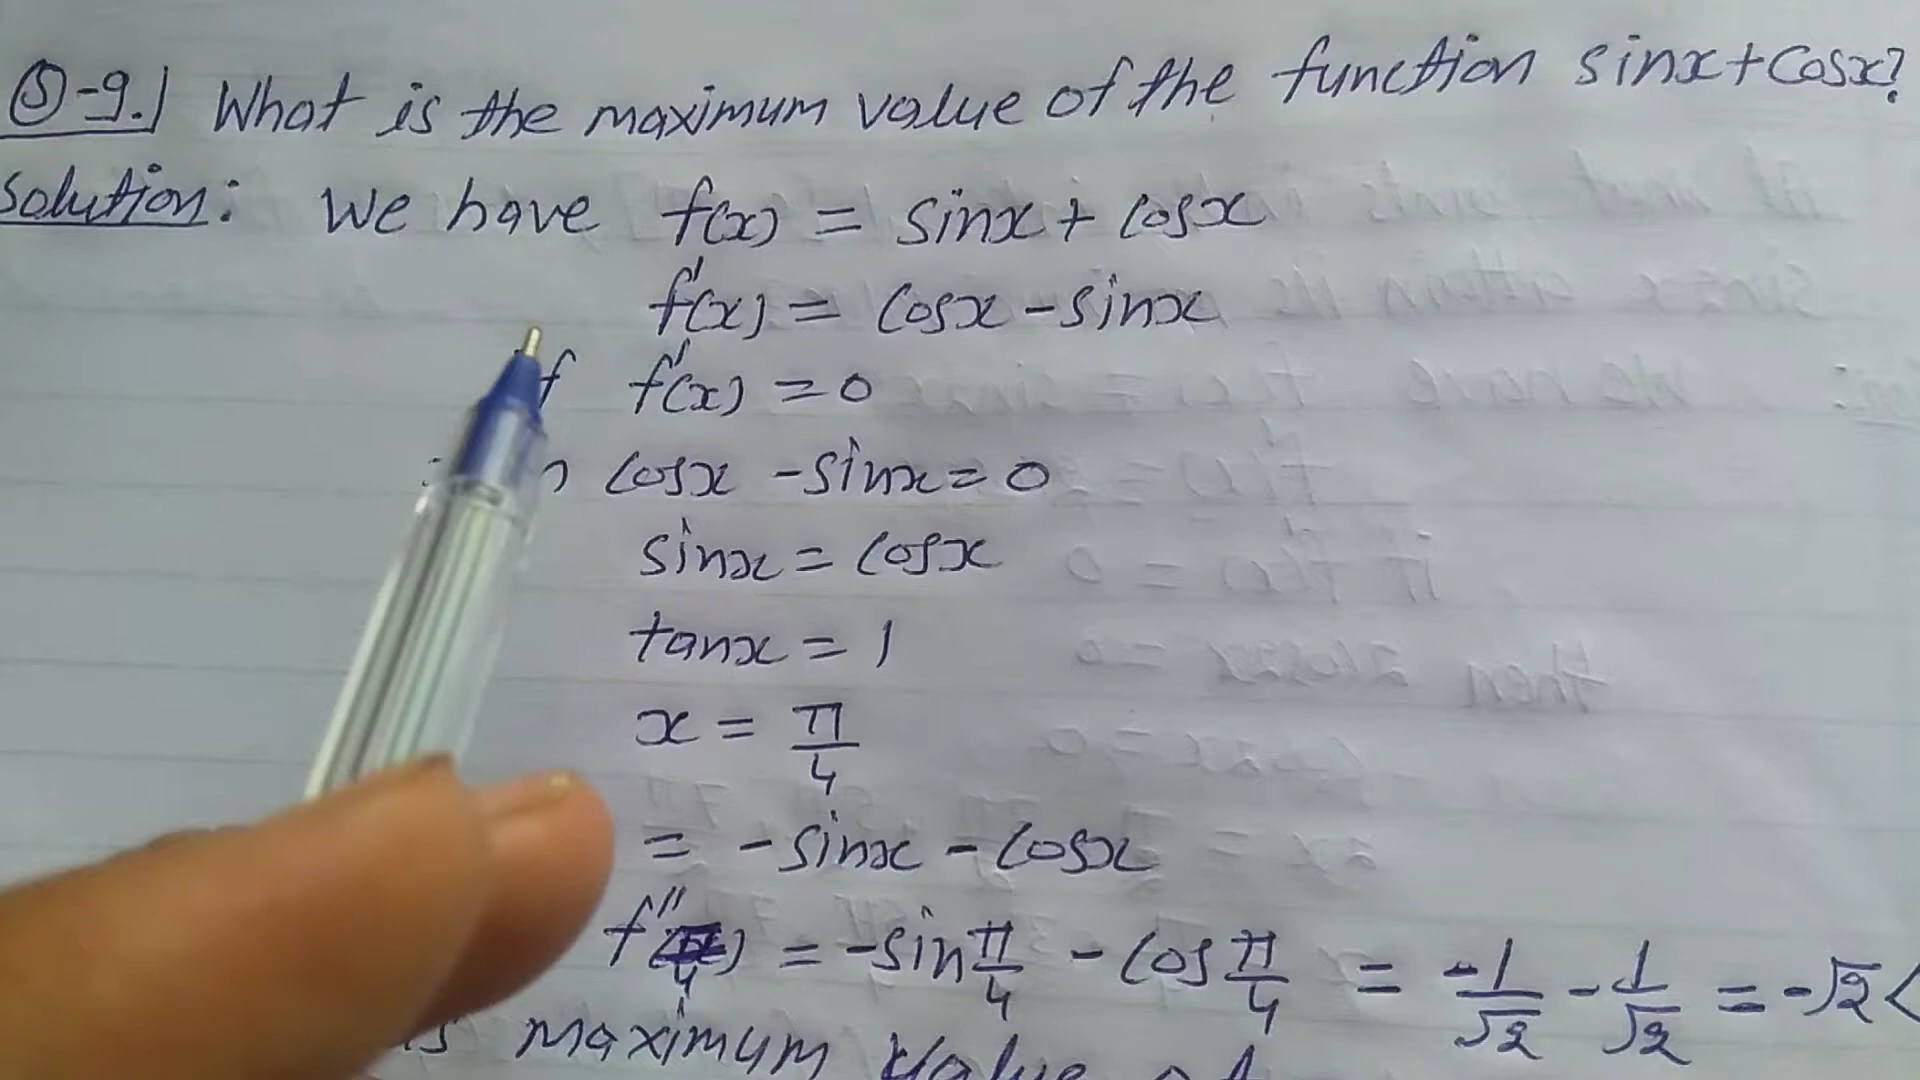 ⑤-9.) What is the maximum value of the function sinx+cosx?
Solution: We have f(x) = sinx + cosx
f'(x) = cosx - sinx
f'(x) = 0
cosx - sinx = 0
sinx = cosx
tanx = 1
x = π/4
= -sinx - cosx
f''(π/4) = -sin π/4 - cos π/4 = -1/√2 - 1/√2 = -√2 <
maximum value